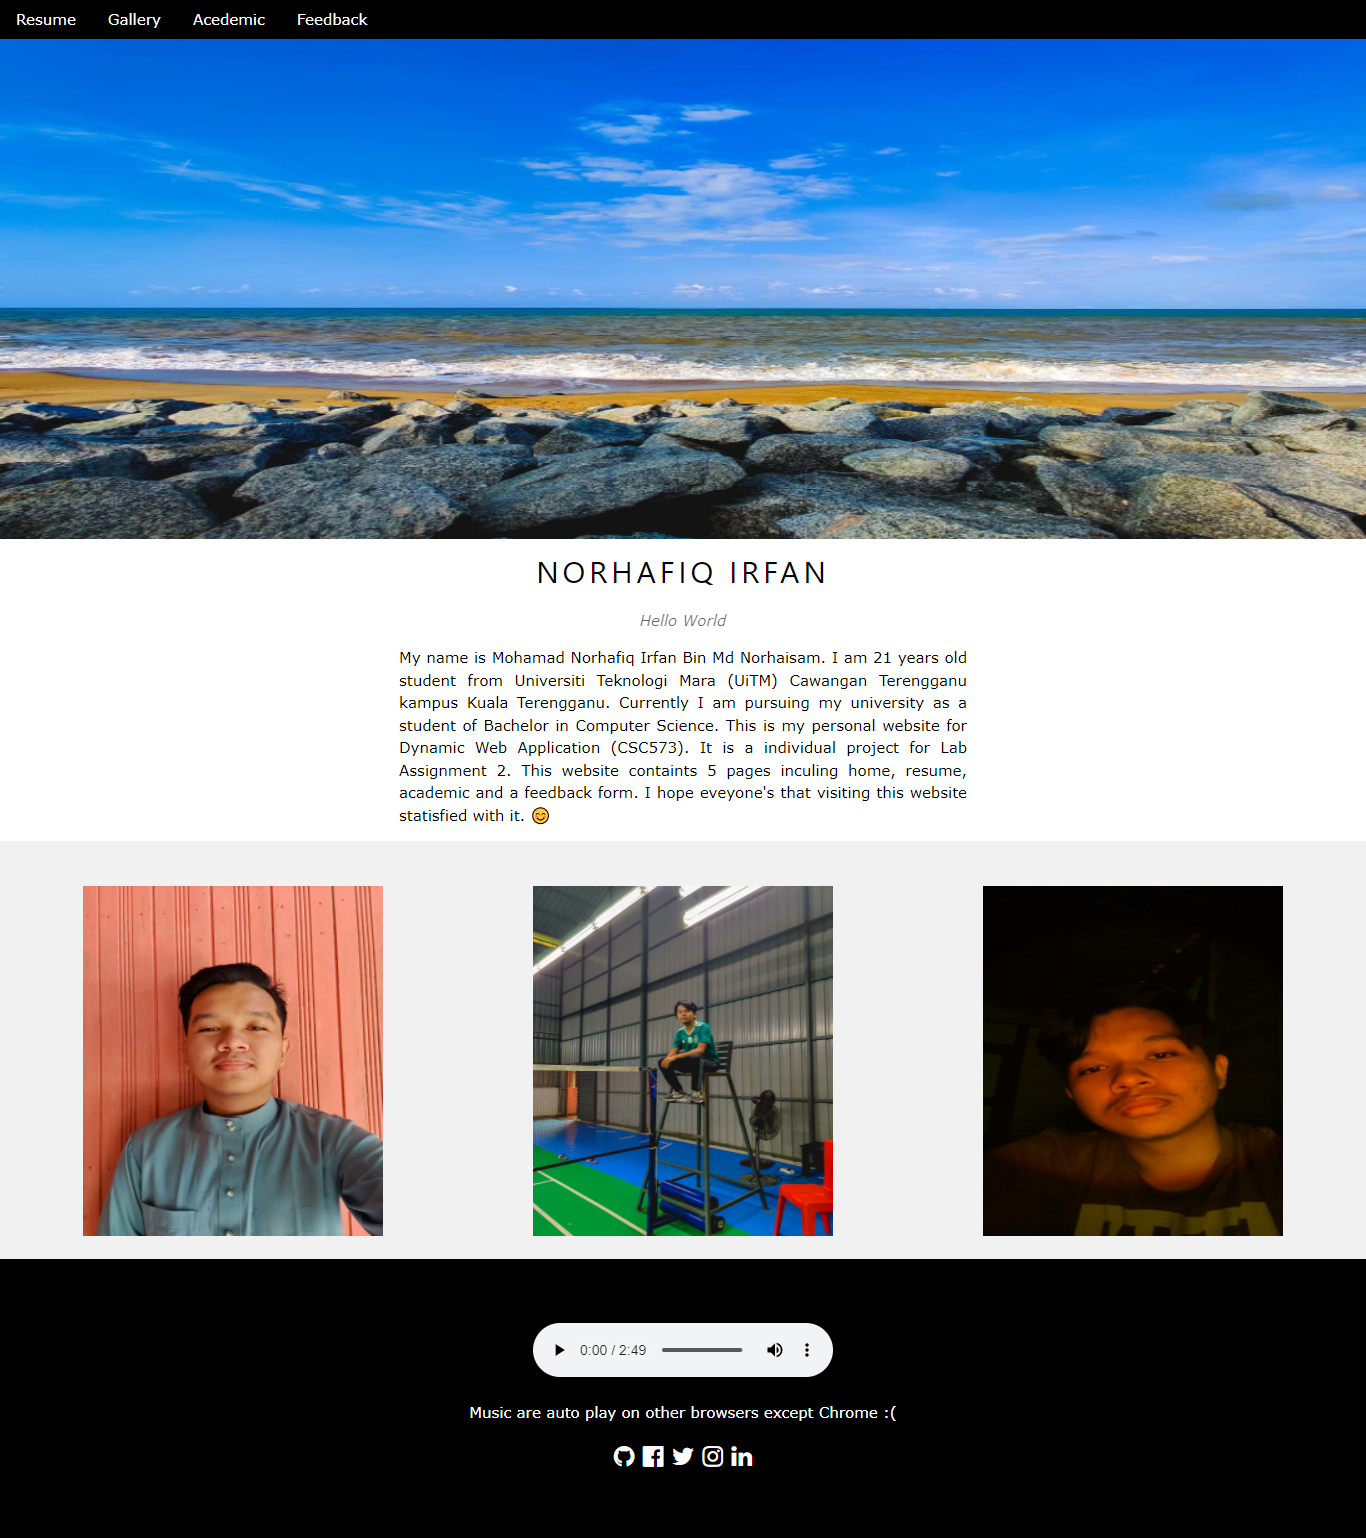 Resume Gallery Acedemic Feedback
NORHAFIQ IRFAN
Hello World
My name is Mohamad Norhafiq Irfan Bin Md Norhaisam. I am 21 years old
student from Universiti Teknologi Mara (UiTM) Cawangan Terengganu
kampus Kuala Terengganu. Currently I am pursuing my university as a
student of Bachelor in Computer Science. This is my personal website for
Dynamic Web Application (CSC573). It is a individual project for Lab
Assignment 2. This website containts 5 pages inculing home, resume,
academic and a feedback form. I hope eveyone's that visiting this website
statisfied with it. 😊
0:00 / 2:49
Music are auto play on other browsers except Chrome :(